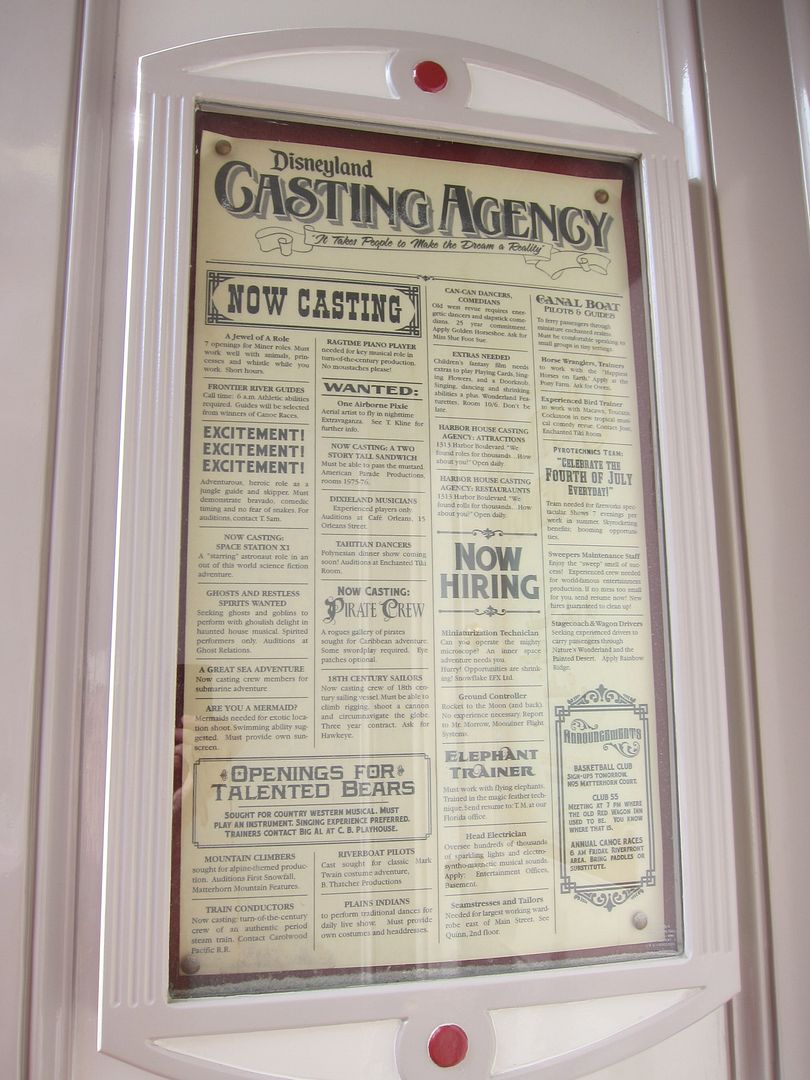 Disneyland
CASTING AGENCY
"It Takes People to Make the Dream a Reality"
NOW CASTING
A Jewel of A Role
7 openings for Miner roles. Must
work well with animals, prin-
cesses and whistle while you
work. Short hours.
FRONTIER RIVER GUIDES
Call time: 6 a.m. Athletic abilities
required. Guides will be selected
from winners of Canoe Races.
EXCITEMENT!
EXCITEMENT!
EXCITEMENT!
Adventurous, heroic role as a
jungle guide and skipper. Must
demonstrate bravado, comedic
timing and no fear of snakes. For
auditions, contact T. Sam.
NOW CASTING:
SPACE STATION X1
A "starring" astronaut role in an
out of this world science fiction
adventure.
GHOSTS AND RESTLESS
SPIRITS WANTED
Seeking ghosts and goblins to
perform with ghoulish delight in
haunted house musical. Spirited
performers only. Auditions at
Ghost Relations.
A GREAT SEA ADVENTURE
Now casting crew members for
submarine adventure
ARE YOU A MERMAID?
Mermaids needed for exotic loca-
tion shoot. Swimming ability sug-
gested. Must provide own sun-
screen.
RAGTIME PIANO PLAYER
needed for key musical role in
turn-of-the-century production.
No moustaches please!
WANTED:
One Airborne Pixie
Aerial artist to fly in nighttime
Extravaganza. See T. Kline for
further info.
NOW CASTING: A TWO
STORY TALL SANDWICH
Must be able to pass the mustard.
American Parade Productions,
rooms 1975-76.
DIXIELAND MUSICIANS
Experienced players only.
Auditions at Café Orleans, 15
Orleans Street.
TAHITIAN DANCERS
Polynesian dinner show coming
soon! Auditions at Enchanted Tiki
Room.
NOW CASTING:
PIRATE CREW
A rogues gallery of pirates
sought for Caribbean adventure.
Some swordplay required. Eye
patches optional.
18TH CENTURY SAILORS
Now casting crew of 18th cen-
tury sailing vessel. Must be able to
climb rigging, shoot a cannon
and circumnavigate the globe.
Three year contract. Ask for
Hawkeye.
OPENINGS FOR
TALENTED BEARS
SOUGHT FOR COUNTRY WESTERN MUSICAL. MUST
PLAY AN INSTRUMENT. SINGING EXPERIENCE PREFERRED.
TRAINERS CONTACT BIG AL AT C. B. PLAYHOUSE.
MOUNTAIN CLIMBERS
sought for alpine-themed produc-
tion. Auditions First Snowfall,
Matterhorn Mountain Features.
TRAIN CONDUCTORS
Now casting: turn-of-the-century
crew of an authentic period
steam train. Contact Carolwood
Pacific R.R.
RIVERBOAT PILOTS
Cast sought for classic Mark
Twain costume adventure,
B. Thatcher Productions
PLAINS INDIANS
to perform traditional dances for
daily live show. Must provide
own costumes and headdresses.
CAN-CAN DANCERS,
COMEDIANS
Old west revue requires ener-
getic dancers and slapstick come-
dians. 25 year commitment.
Apply Golden Horseshoe. Ask for
Miss Slue Foot Sue.
EXTRAS NEEDED
Children's fantasy film needs
extras to play Playing Cards, Sing-
ing Flowers, and a Doorknob.
Singing, dancing and shrinking
abilities a plus. Wonderland Fea-
turettes. Room 10/6. Don't be
late.
HARBOR HOUSE CASTING
AGENCY: ATTRACTIONS
1313 Harbor Boulevard. "We
found roles for thousands...How
about you!" Open daily.
HARBOR HOUSE CASTING
AGENCY: RESTAURAUNTS
1313 Harbor Boulevard. "We
found rolls for thousands...How
about you!" Open daily.
NOW
HIRING
Miniaturization Technician
Can you operate the mighty
microscope? An inner space
adventure needs you.
Hurry! Opportunities are shrink-
ing! Snowflake EFX Ltd.
Ground Controller
Rocket to the Moon (and back)
No experience necessary. Report
to Mr. Morrow, Moonliner Flight
Systems.
ELEPHANT
TRAINER
Must work with flying elephants.
Trained in the magic feather tech-
nique. Send resume to: T.M. at our
Florida office.
Head Electrician
Oversee hundreds of thousands
of sparkling lights and electro-
syntho-magnetic musical sounds.
Apply: Entertainment Offices,
Basement.
Seamstresses and Tailors
Needed for largest working ward-
robe east of Main Street. See
Quinn, 2nd floor.
CANAL BOAT
PILOTS & GUIDES
To ferry passengers through
miniature enchanted realms
Must be comfortable speaking to
small groups in tiny settings.
Horse Wranglers, Trainers
to work with the "Happiest
Horses on Earth." Apply at the
Pony Farm. Ask for Owen.
Experienced Bird Trainer
to work with Macaws, Toucans,
Cockatoos in new tropical musi-
cal comedy revue. Contact José,
Enchanted Tiki Room
PYROTECHNICS TEAM:
"CELEBRATE THE
FOURTH OF JULY
EVERYDAY!"
Team needed for fireworks spec-
tacular. Shows 7 evenings per
week in summer. Skyrocketing
benefits; booming opportuni-
ties.
Sweepers Maintenance Staff
Enjoy the "sweep" smell of suc-
cess! Experienced crew needed
for world-famous entertainment
production. If no mess too small
for you, send resume now! New
hires guaranteed to clean up!
Stagecoach & Wagon Drivers
Seeking experienced drivers to
carry passengers through
Nature's Wonderland and the
Painted Desert. Apply Rainbow
Ridge.
ANNOUNCEMENTS
BASKETBALL CLUB
SIGN-UPS TOMORROW.
NOS MATTERHORN COURT.
CLUB 55
MEETING AT 7 PM WHERE
THE OLD RED WAGON INN
USED TO BE. YOU KNOW
WHERE THAT IS.
ANNUAL CANOE RACES
6 AM FRIDAY, RIVERFRONT
AREA. BRING PADDLES OR
SUBSTITUTE.